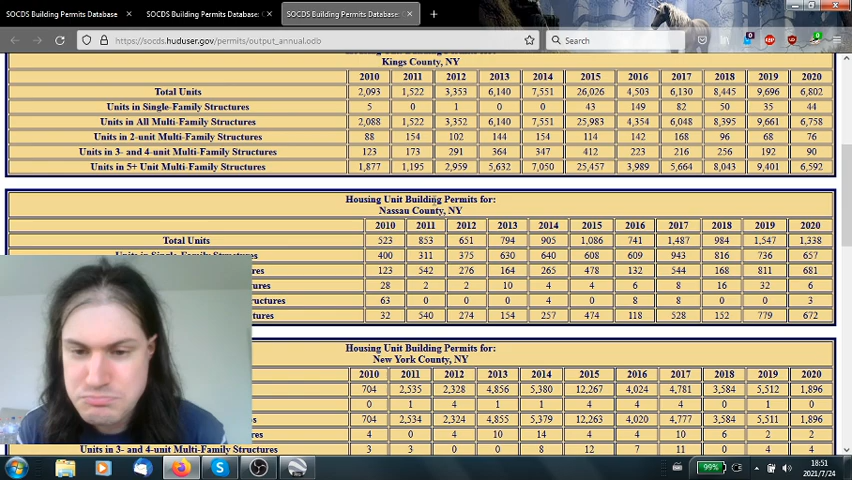 SOCDS Building Permits Database: SOCDS Building Permits Database: C SOCDS Building Permits Database:
https://socds.huduser.gov/permits/output_annual.odb Search
Kings County, NY
2010 2011 2012 2013 2014 2015 2016 2017 2018 2019 2020
Total Units 2,093 1,522 3,353 6,140 7,551 26,026 4,503 6,130 8,445 9,696 6,802
Units in Single-Family Structures 5 0 1 0 0 43 149 82 50 35 44
Units in All Multi-Family Structures 2,088 1,522 3,352 6,140 7,551 25,983 4,354 6,048 8,395 9,661 6,758
Units in 2-unit Multi-Family Structures 88 154 102 144 154 114 142 168 96 68 76
Units in 3- and 4-unit Multi-Family Structures 123 173 291 364 347 412 223 216 256 192 90
Units in 5+ Unit Multi-Family Structures 1,877 1,195 2,959 5,632 7,050 25,457 3,989 5,664 8,043 9,401 6,592
Housing Unit Building Permits for:
Nassau County, NY
2010 2011 2012 2013 2014 2015 2016 2017 2018 2019 2020
Total Units 523 853 651 794 905 1,086 741 1,487 984 1,547 1,338
400 311 375 630 640 608 609 943 816 736 657
ctures 123 542 276 164 265 478 132 544 168 811 681
ctures 28 2 2 10 4 4 6 8 16 32 6
uctures 63 0 0 0 4 0 8 8 0 0 3
tures 32 540 274 154 257 474 118 528 152 779 672
Housing Unit Building Permits for:
New York County, NY
2010 2011 2012 2013 2014 2015 2016 2017 2018 2019 2020
704 2,535 2,328 4,856 5,380 12,267 4,024 4,781 3,584 5,512 1,896
0 1 4 1 1 4 4 4 0 1 0
es 704 2,534 2,324 4,855 5,379 12,263 4,020 4,777 3,584 5,511 1,896
es 4 0 4 10 14 4 4 10 6 2 2
Units in 3- and 4-unit Multi-Family Structures 3 3 0 0 8 12 7 11 0 4 4
99% 18:51
2021/7/24